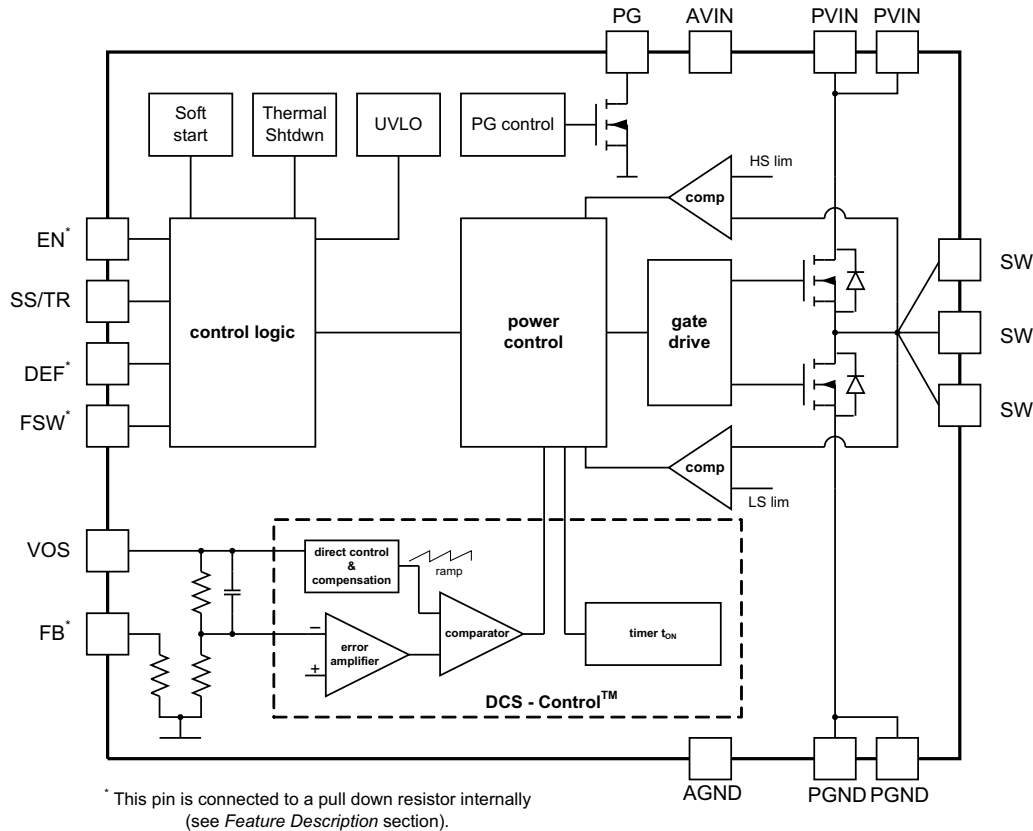 PG AVIN PVIN PVIN
Soft
start
Thermal
Shtdwn
UVLO
PG control
HS lim
comp
EN*
SS/TR
DEF*
FSW*
control logic
power
control
gate
drive
SW
SW
SW
comp
LS lim
VOS
FB*
direct control
&
compensation
ramp
comparator
−
error
amplifier
+
timer tON
DCS - Control™
AGND PGND PGND
* This pin is connected to a pull down resistor internally
(see Feature Description section).